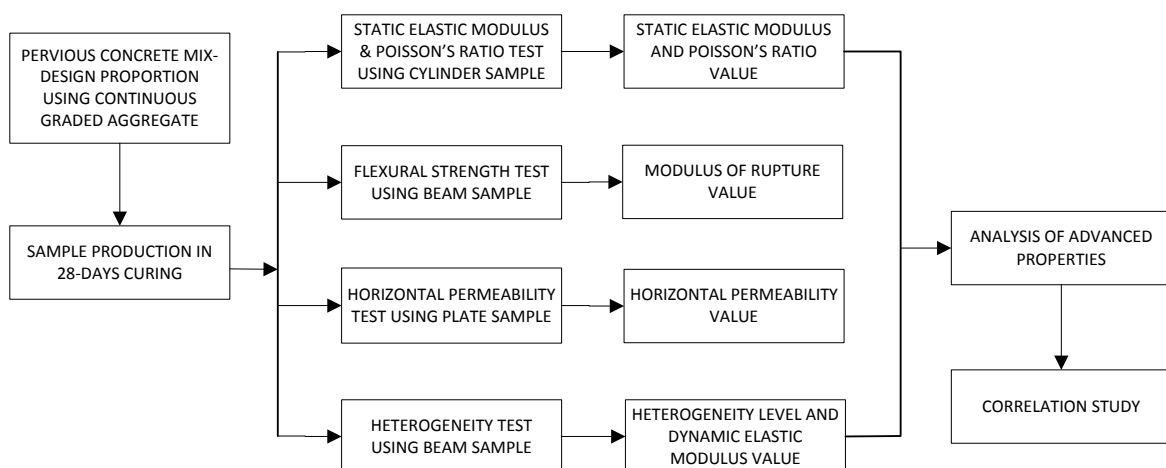 PERVIOUS CONCRETE MIX-
DESIGN PROPORTION
USING CONTINUOUS
GRADED AGGREGATE
SAMPLE PRODUCTION IN
28-DAYS CURING
STATIC ELASTIC MODULUS
& POISSON’S RATIO TEST
USING CYLINDER SAMPLE
STATIC ELASTIC MODULUS
AND POISSON’S RATIO
VALUE
FLEXURAL STRENGTH TEST
USING BEAM SAMPLE
MODULUS OF RUPTURE
VALUE
HORIZONTAL PERMEABILITY
TEST USING PLATE SAMPLE
HORIZONTAL PERMEABILITY
VALUE
HETEROGENEITY TEST
USING BEAM SAMPLE
HETEROGENEITY LEVEL AND
DYNAMIC ELASTIC
MODULUS VALUE
ANALYSIS OF ADVANCED
PROPERTIES
CORRELATION STUDY